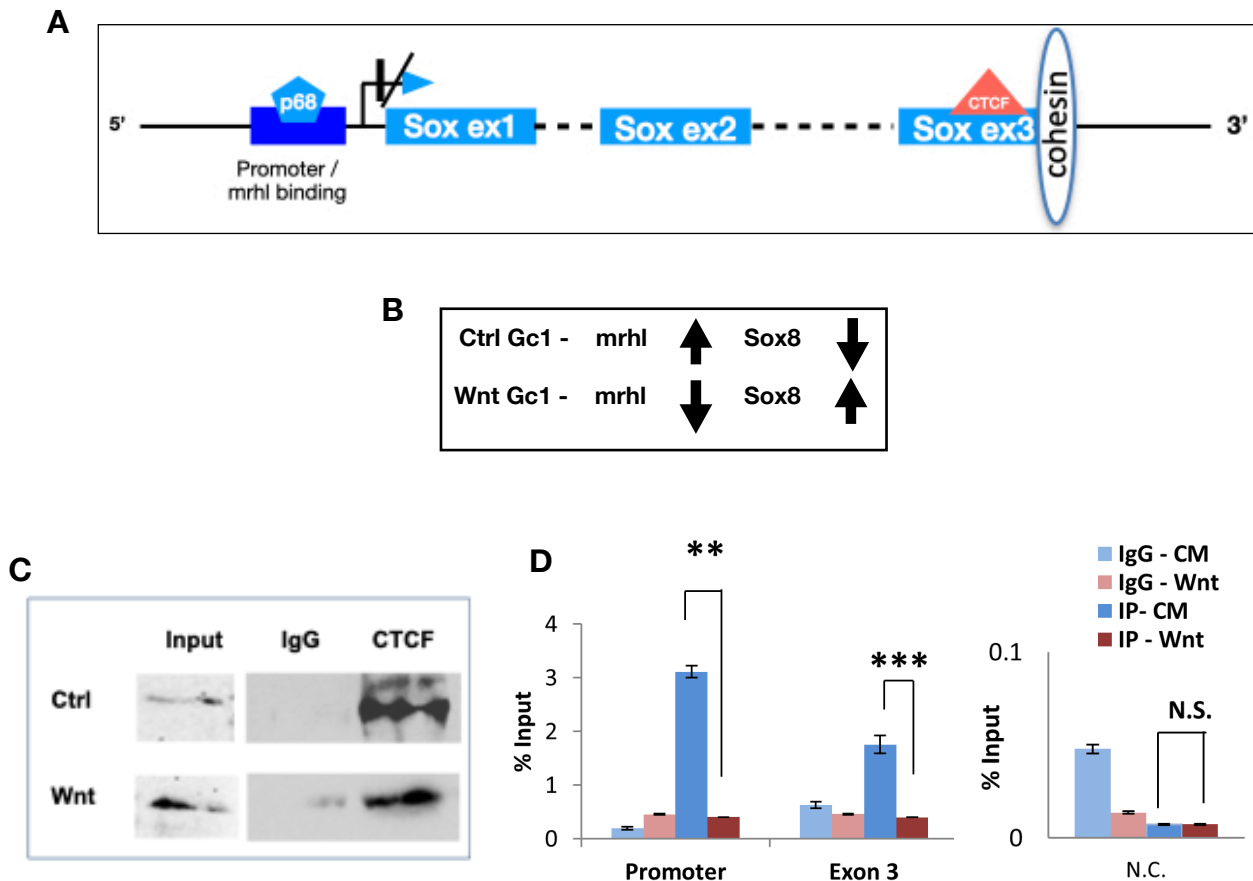 A
p68
5'
Sox ex1
Sox ex2
Sox ex3
CTCF
cohesin
3'
Promoter /
mrhl binding
B
Ctrl Gc1 - mrhl Sox8
Wnt Gc1 - mrhl Sox8
C
Input IgG CTCF
Ctrl
Wnt
D
**
***
% Input
4
3
2
1
0
Promoter
Exon 3
IgG - CM
IgG - Wnt
IP- CM
IP - Wnt
0.1
N.S.
% Input
0
N.C.